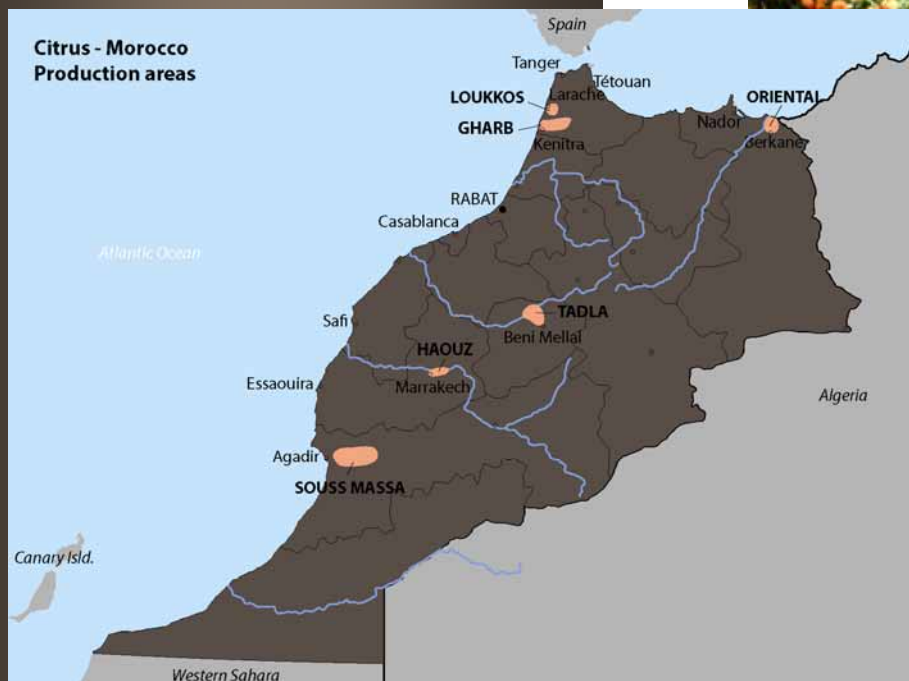 Citrus - Morocco
Production areas
Spain
Tanger
Tétouan
LOUKKOS
Larache
ORIENTAL
GHARB
Nador
Kenitra
Berkane
RABAT
Casablanca
Atlantic Ocean
Safi
TADLA
Beni Mellal
HAOUZ
Essaouira
Marrakech
Algeria
Agadir
SOUSS MASSA
Canary Isld.
Western Sahara